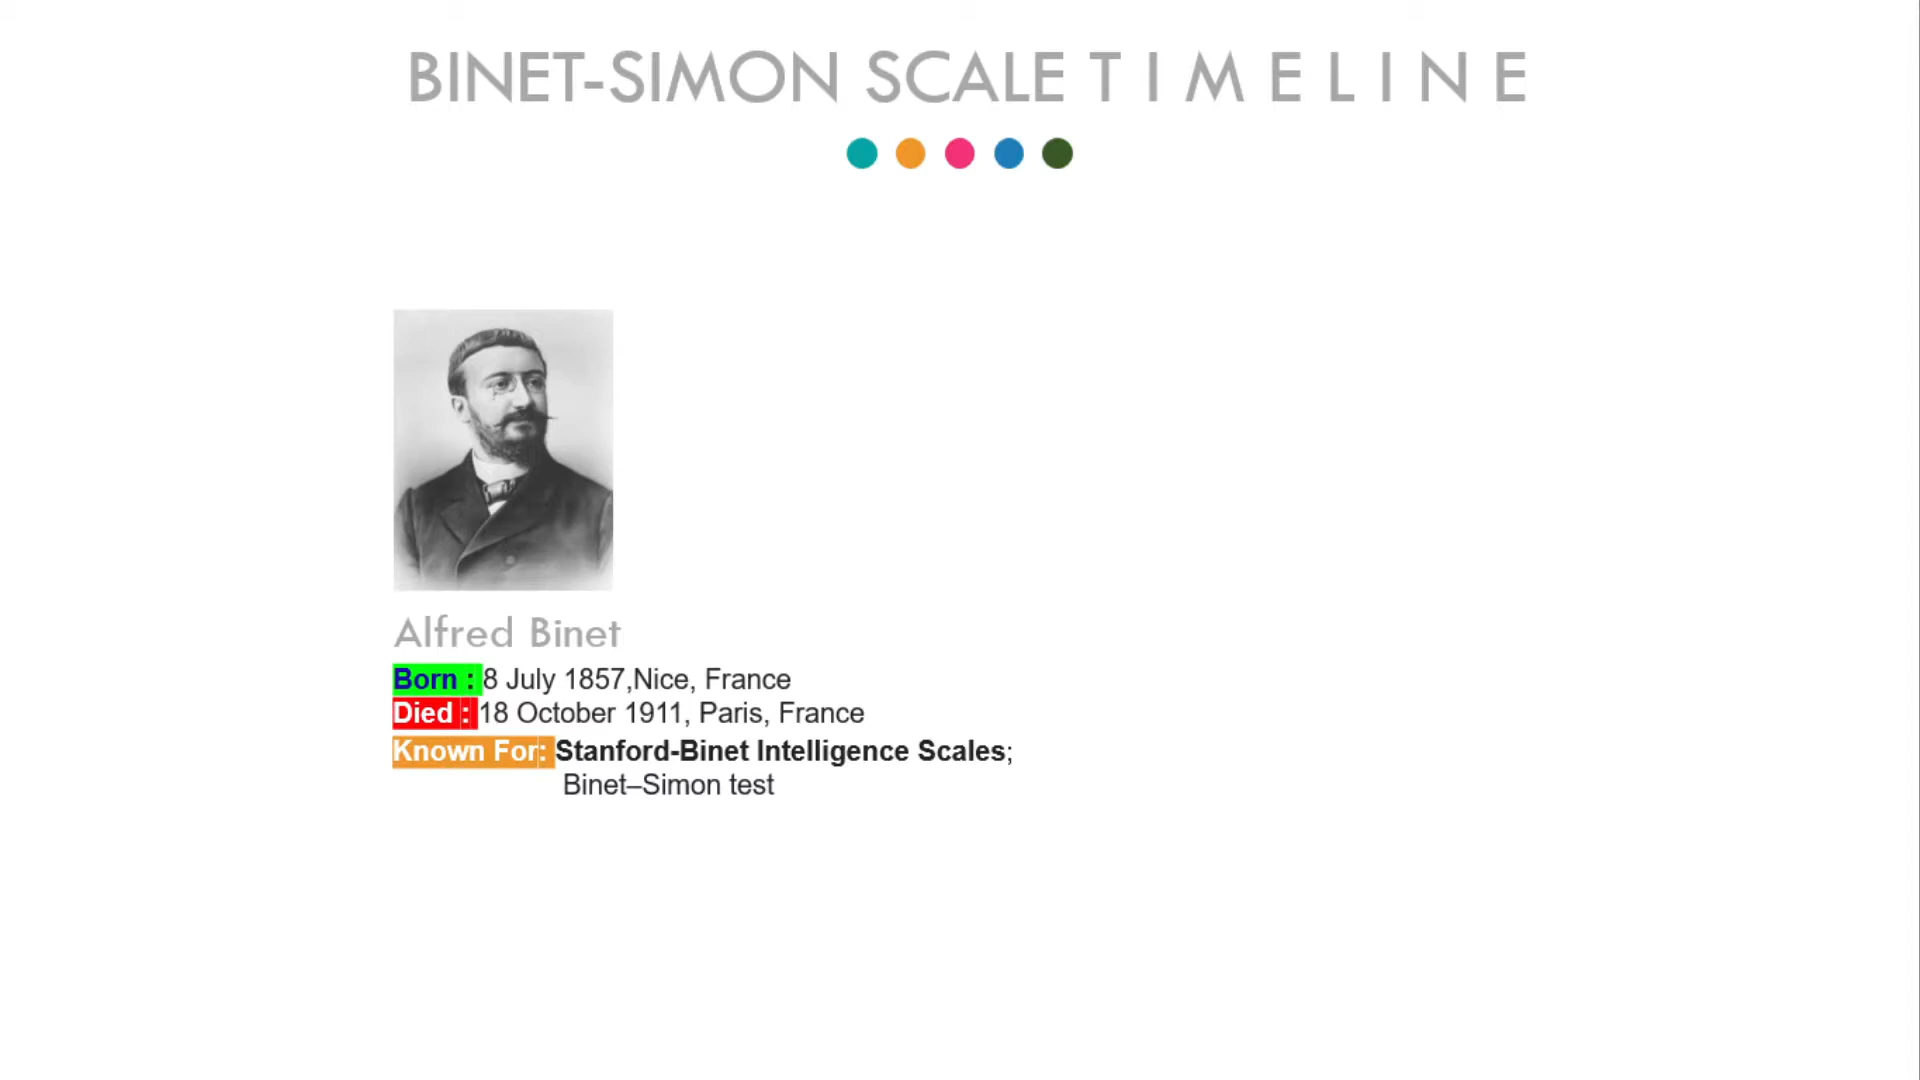 BINET-SIMON SCALE T I M E L I N E
Alfred Binet
Born : 8 July 1857,Nice, France
Died : 18 October 1911, Paris, France
Known For: Stanford-Binet Intelligence Scales;
Binet–Simon test